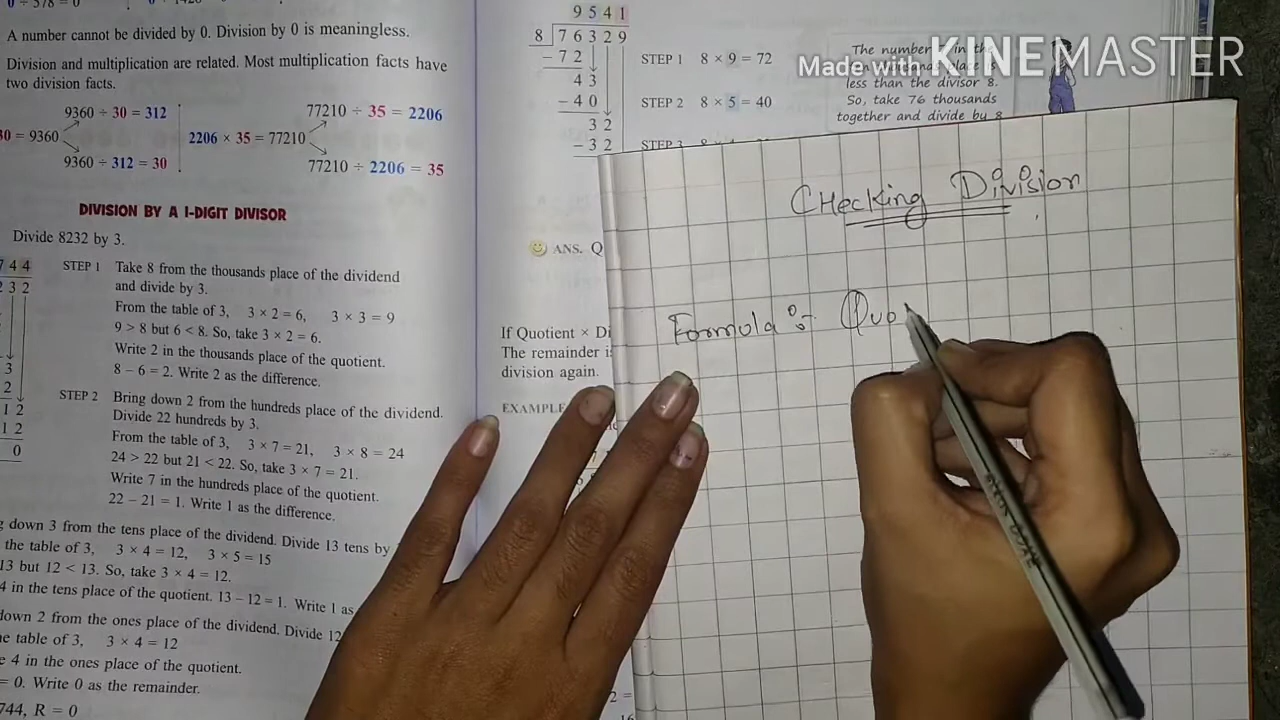 A number cannot be divided by 0. Division by 0 is meaningless.
Division and multiplication are related. Most multiplication facts have
two division facts.
9360 ÷ 30 = 312
30 = 9360
9360 ÷ 312 = 30
77210 ÷ 35 = 2206
2206 × 35 = 77210
77210 ÷ 2206 = 35
DIVISION BY A 1-DIGIT DIVISOR
Divide 8232 by 3.
744
232
3
2
12
12
0
STEP 1 Take 8 from the thousands place of the dividend
and divide by 3.
From the table of 3, 3 × 2 = 6, 3 × 3 = 9
9 > 8 but 6 < 8. So, take 3 × 2 = 6.
Write 2 in the thousands place of the quotient.
8 − 6 = 2. Write 2 as the difference.
STEP 2 Bring down 2 from the hundreds place of the dividend.
Divide 22 hundreds by 3.
From the table of 3, 3 × 7 = 21, 3 × 8 = 24
24 > 22 but 21 < 22. So, take 3 × 7 = 21.
Write 7 in the hundreds place of the quotient.
22 − 21 = 1. Write 1 as the difference.
down 3 from the tens place of the dividend. Divide 13 tens by
the table of 3, 3 × 4 = 12, 3 × 5 = 15
13 but 12 < 13. So, take 3 × 4 = 12.
4 in the tens place of the quotient. 13 − 12 = 1. Write 1 as
down 2 from the ones place of the dividend. Divide 12
table of 3, 3 × 4 = 12
4 in the ones place of the quotient.
= 0. Write 0 as the remainder.
744, R = 0
9541
8 76329
− 72
43
− 40
32
− 32
STEP 1 8 × 9 = 72
STEP 2 8 × 5 = 40
STEP 3
The number in the
less than the divisor 8.
So, take 76 thousands
together and divide by 8
Made with KINEMASTER
ANS. Q
If Quotient × Di
The remainder i
division again.
EXAMPLE
CHecking Division
Formula : Quo